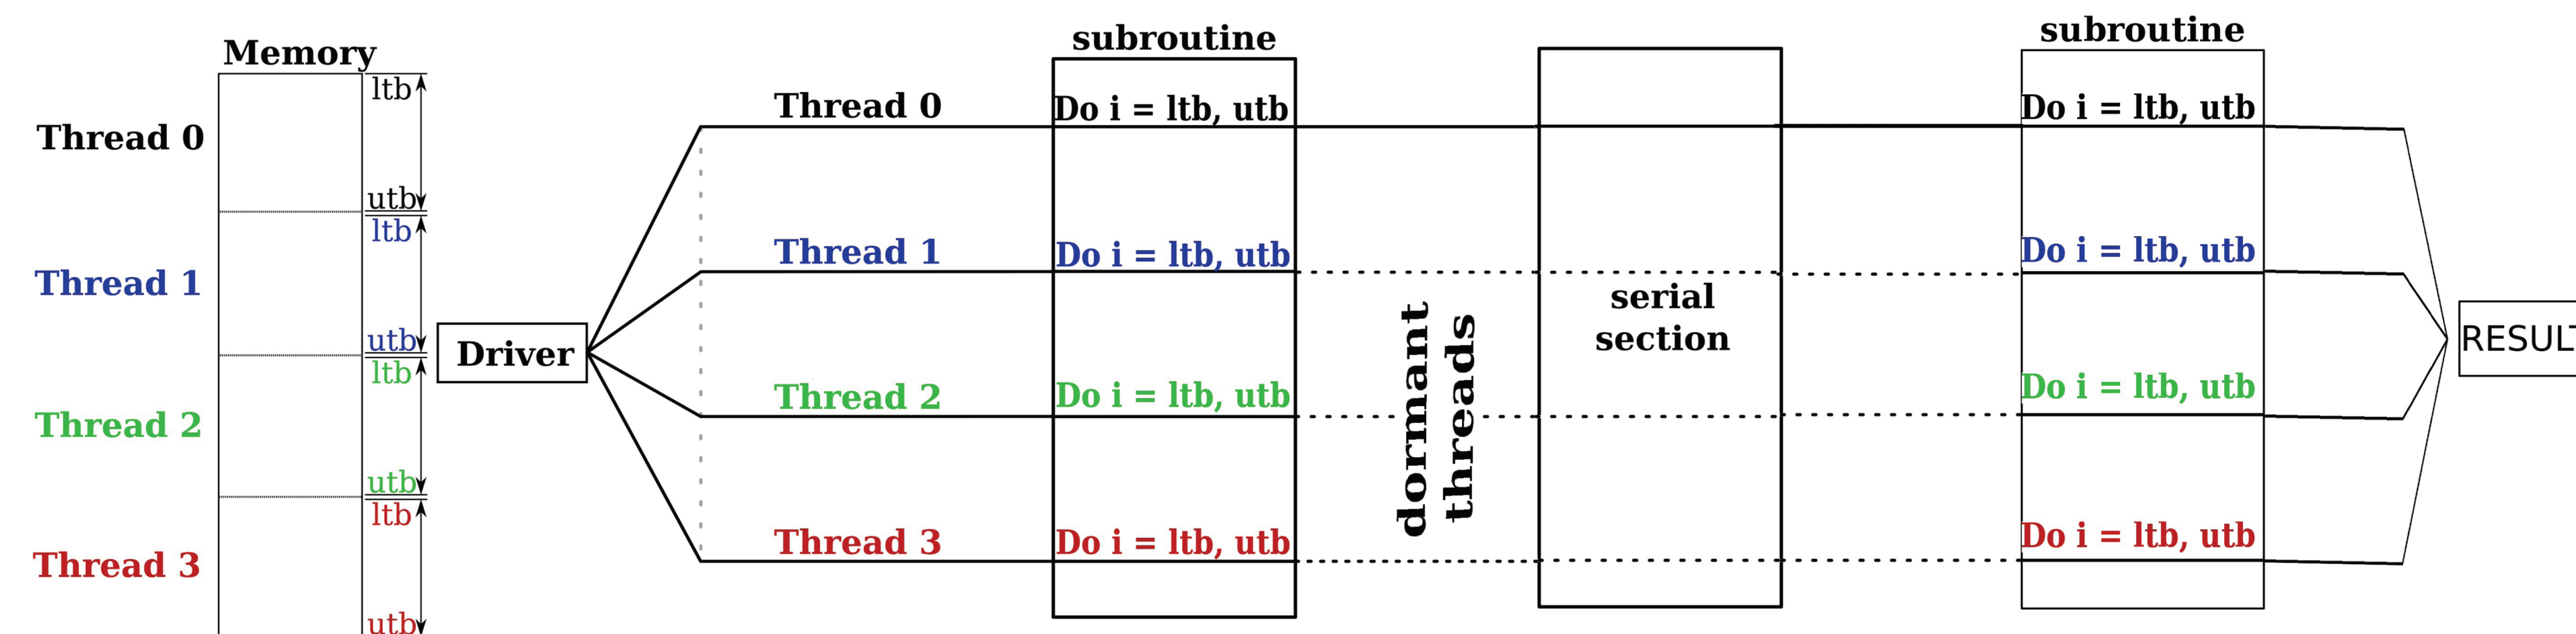 Memory
Thread 0
Thread 1
Thread 2
Thread 3
ltb
utb
ltb
utb
ltb
utb
ltb
utb
Driver
Thread 0
Thread 1
Thread 2
Thread 3
subroutine
Do i = ltb, utb
Do i = ltb, utb
Do i = ltb, utb
Do i = ltb, utb
dormant
threads
serial
section
subroutine
Do i = ltb, utb
Do i = ltb, utb
Do i = ltb, utb
Do i = ltb, utb
RESULT